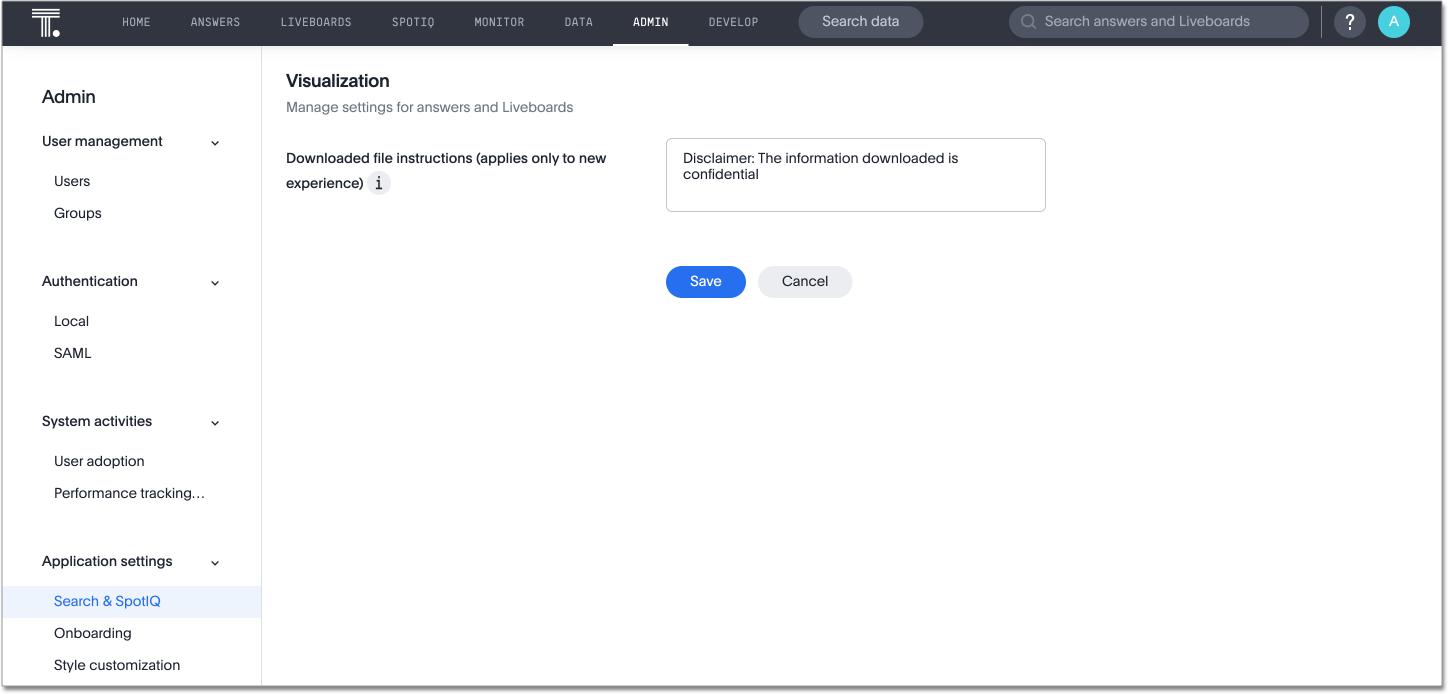 T.
HOME ANSWERS LIVEBOARDS SPOTIQ MONITOR DATA ADMIN DEVELOP Search data Search answers and Liveboards ? A
Admin
User management
Users
Groups
Authentication
Local
SAML
System activities
User adoption
Performance tracking...
Application settings
Search & SpotIQ
Onboarding
Style customization
Visualization
Manage settings for answers and Liveboards
Downloaded file instructions (applies only to new
experience) i
Disclaimer: The information downloaded is
confidential
Save Cancel